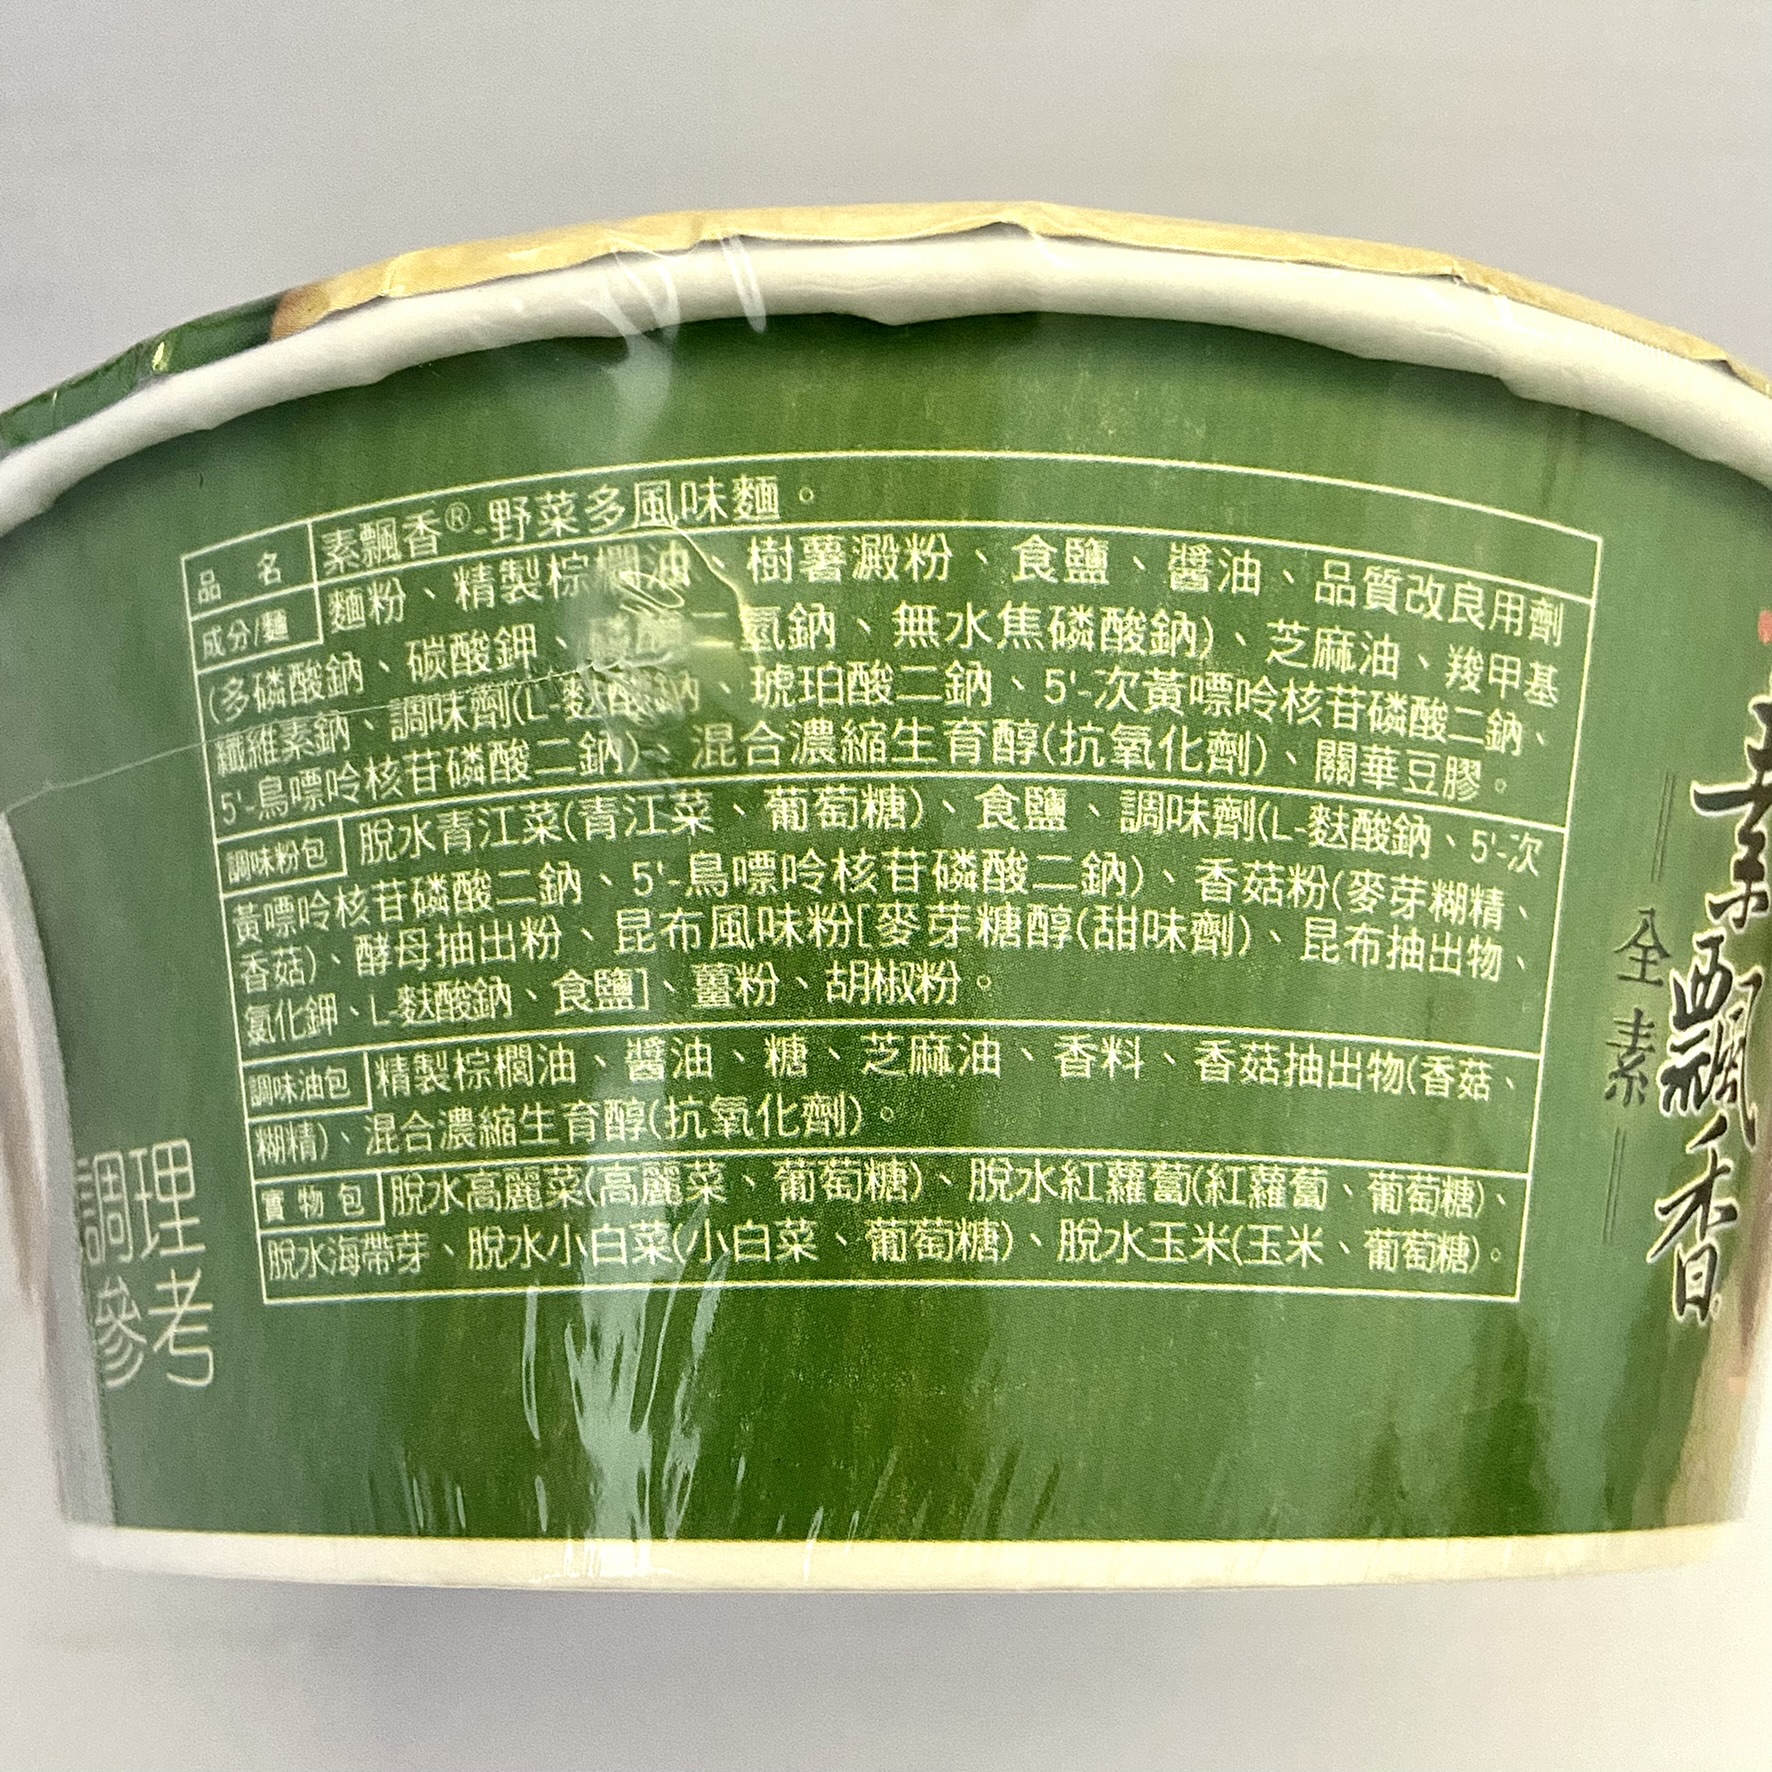 品名 素飄香®-野菜多風味麵。
成分/麵 麵粉、精製棕櫚油、樹薯澱粉、食鹽、醬油、品質改良用劑
(多磷酸鈉、碳酸鉀、二氫鈉、無水焦磷酸鈉)、芝麻油、羧甲基
纖維素鈉、調味劑(L-麩酸鈉、琥珀酸二鈉、5'-次黃嘌呤核苷磷酸二鈉、
5'-鳥嘌呤核苷磷酸二鈉)、混合濃縮生育醇(抗氧化劑)、關華豆膠。
調味粉包 脫水青江菜(青江菜、葡萄糖)、食鹽、調味劑(L-麩酸鈉、5'-次
黃嘌呤核苷磷酸二鈉、5'-鳥嘌呤核苷磷酸二鈉)、香菇粉(麥芽糊精、
香菇)、酵母抽出粉、昆布風味粉[麥芽糖醇(甜味劑)、昆布抽出物、
氯化鉀、L-麩酸鈉、食鹽]、薑粉、胡椒粉。
調味油包 精製棕櫚油、醬油、糖、芝麻油、香料、香菇抽出物(香菇、
糊精)、混合濃縮生育醇(抗氧化劑)。
實物包 脫水高麗菜(高麗菜、葡萄糖)、脫水紅蘿蔔(紅蘿蔔、葡萄糖)、
脫水海帶芽、脫水小白菜(小白菜、葡萄糖)、脫水玉米(玉米、葡萄糖)。
調理
參考
全素
素飄香